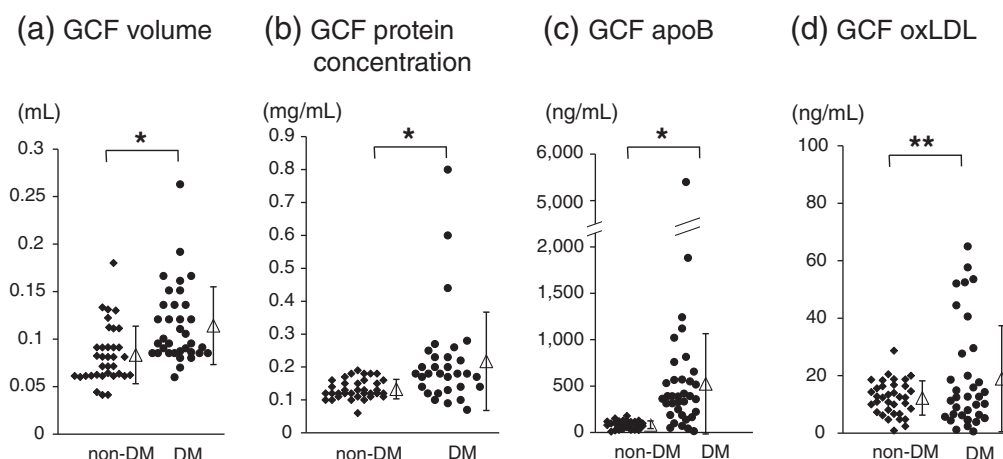 (a) GCF volume
(mL)
*
0.3
0.25
0.2
0.15
0.1
0.05
0
non-DM DM
(b) GCF protein
concentration
(mg/mL)
*
0.9
0.8
0.7
0.6
0.5
0.4
0.3
0.2
0.1
0
non-DM DM
(c) GCF apoB
(ng/mL)
*
6,000
5,000
2,000
1,500
1,000
500
0
non-DM DM
(d) GCF oxLDL
(ng/mL)
**
100
80
60
40
20
0
non-DM DM